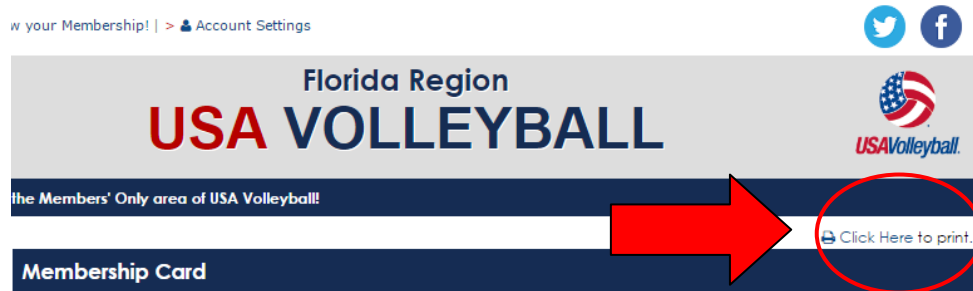 w your Membership! | > Account Settings
Florida Region
USA VOLLEYBALL
USAVolleyball.
the Members' Only area of USA Volleyball!
Click Here to print.
Membership Card